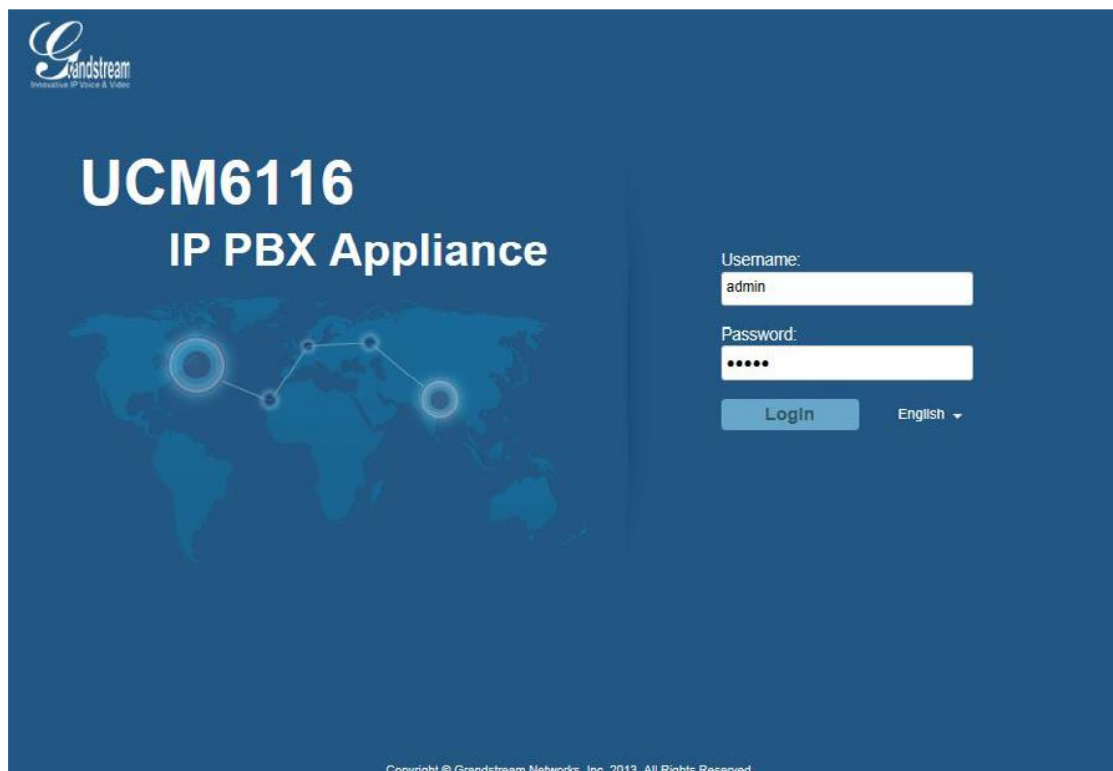 Grandstream
Innovative IP Voice & Video
UCM6116
IP PBX Appliance
Username:
admin
Password:
•••••
LogIn
English
Copyright © Grandstream Networks, Inc. 2013. All Rights Reserved.